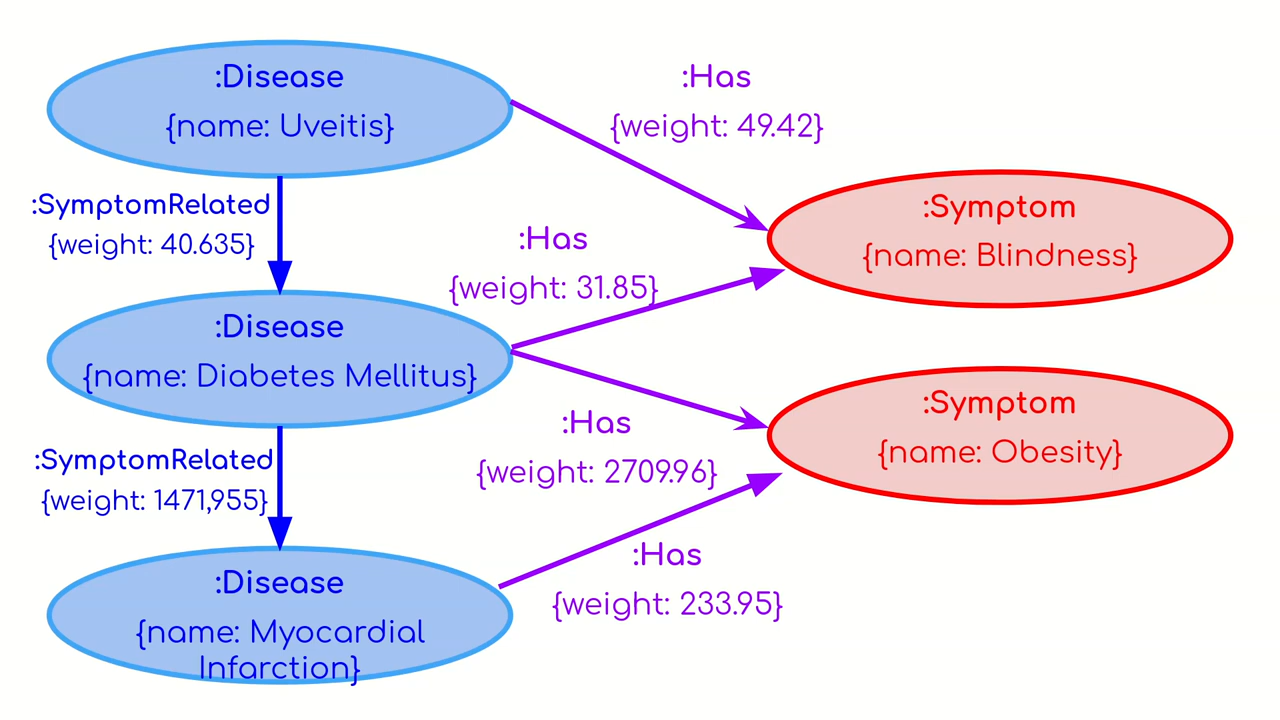 :Disease
{name: Uveitis}
:Has
{weight: 49.42}
:SymptomRelated
{weight: 40.635}
:Has
{weight: 31.85}
:Symptom
{name: Blindness}
:Disease
{name: Diabetes Mellitus}
:Has
{weight: 2709.96}
:Symptom
{name: Obesity}
:SymptomRelated
{weight: 1471,955}
:Has
{weight: 233.95}
:Disease
{name: Myocardial
Infarction}